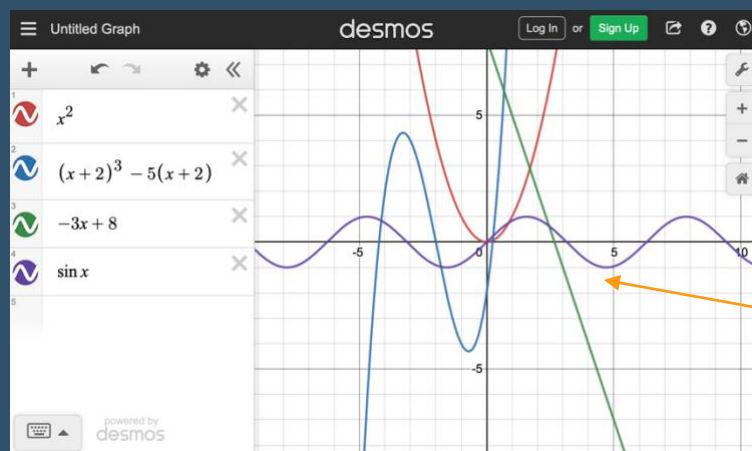 Untitled Graph
desmos
Log In or Sign Up
1
x²
2
(x + 2)³ − 5(x + 2)
3
−3x + 8
4
sin x
5
powered by
desmos
5
-5
0
5
10
-5